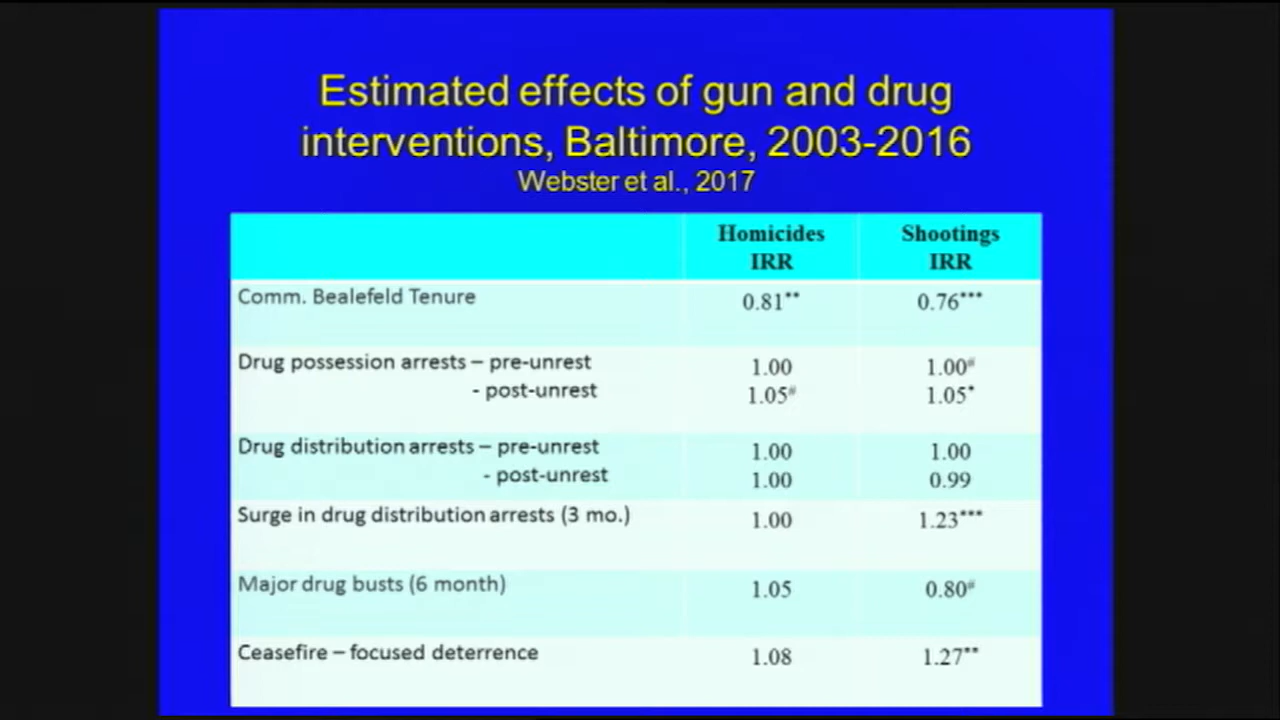 Estimated effects of gun and drug
interventions, Baltimore, 2003-2016
Webster et al., 2017
Homicides IRR Shootings IRR
Comm. Bealefeld Tenure 0.81** 0.76***
Drug possession arrests – pre-unrest 1.00 1.00#
- post-unrest 1.05# 1.05*
Drug distribution arrests – pre-unrest 1.00 1.00
- post-unrest 1.00 0.99
Surge in drug distribution arrests (3 mo.) 1.00 1.23***
Major drug busts (6 month) 1.05 0.80#
Ceasefire – focused deterrence 1.08 1.27**